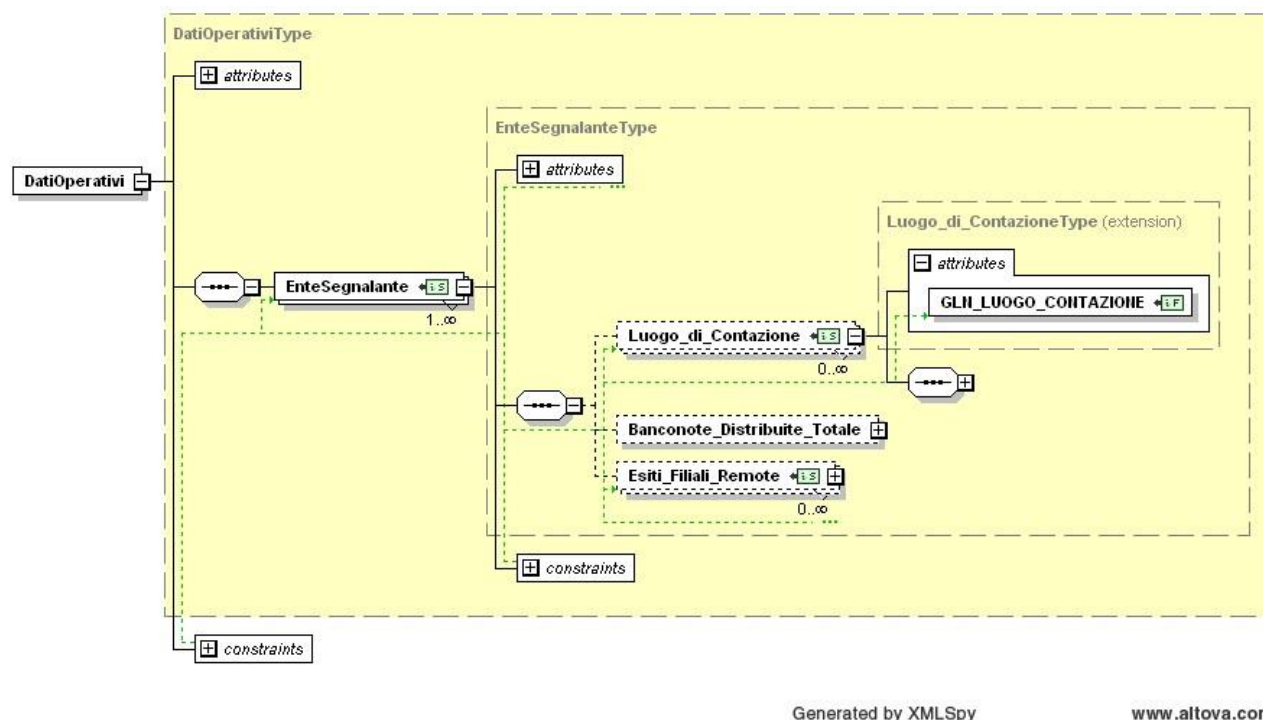 DatiOperativiType
attributes
EnteSegnalanteType
attributes
DatiOperativi
Luogo_di_ContazioneType (extension)
attributes
EnteSegnalante
GLN_LUOGO_CONTAZIONE
1..∞
Luogo_di_Contazione
0..∞
Banconote_Distribuite_Totale
Esiti_Filiali_Remote
0..∞
constraints
constraints
Generated by XMLSpy
www.altova.com